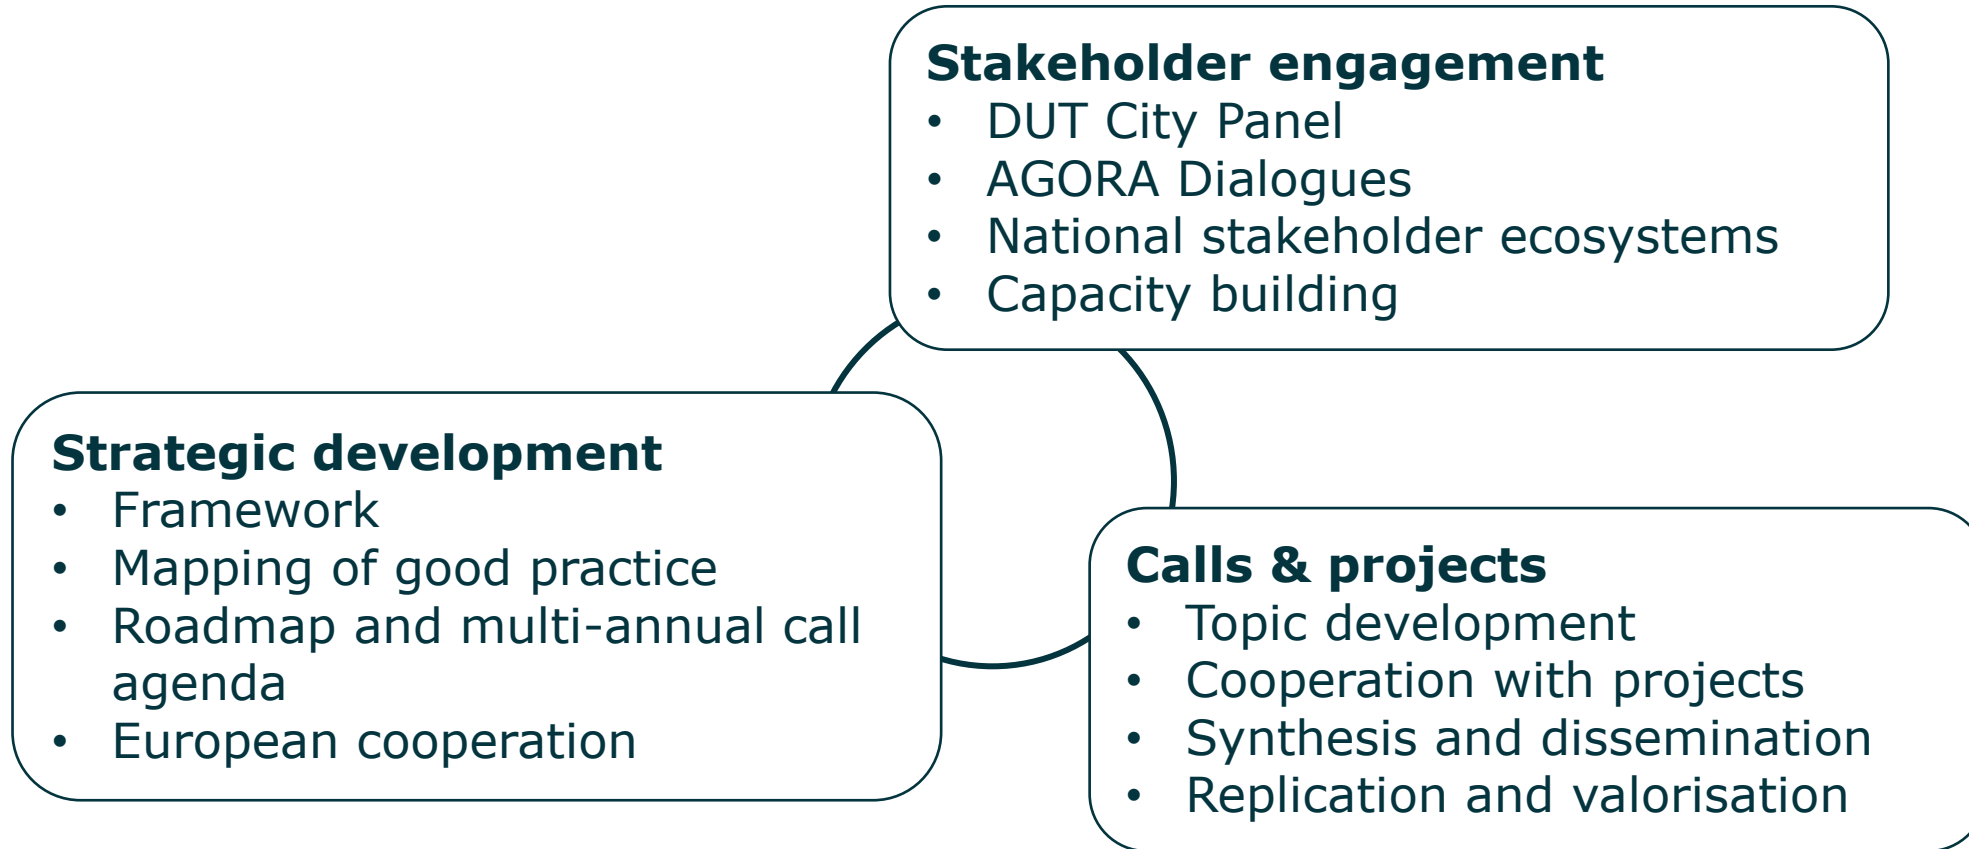 Stakeholder engagement
• DUT City Panel
• AGORA Dialogues
• National stakeholder ecosystems
• Capacity building
Strategic development
• Framework
• Mapping of good practice
• Roadmap and multi-annual call
agenda
• European cooperation
Calls & projects
• Topic development
• Cooperation with projects
• Synthesis and dissemination
• Replication and valorisation